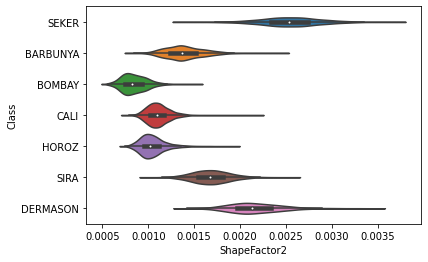 SEKER
BARBUNYA
BOMBAY
CALI
HOROZ
SIRA
DERMASON
Class
0.0005 0.0010 0.0015 0.0020 0.0025 0.0030 0.0035
ShapeFactor2